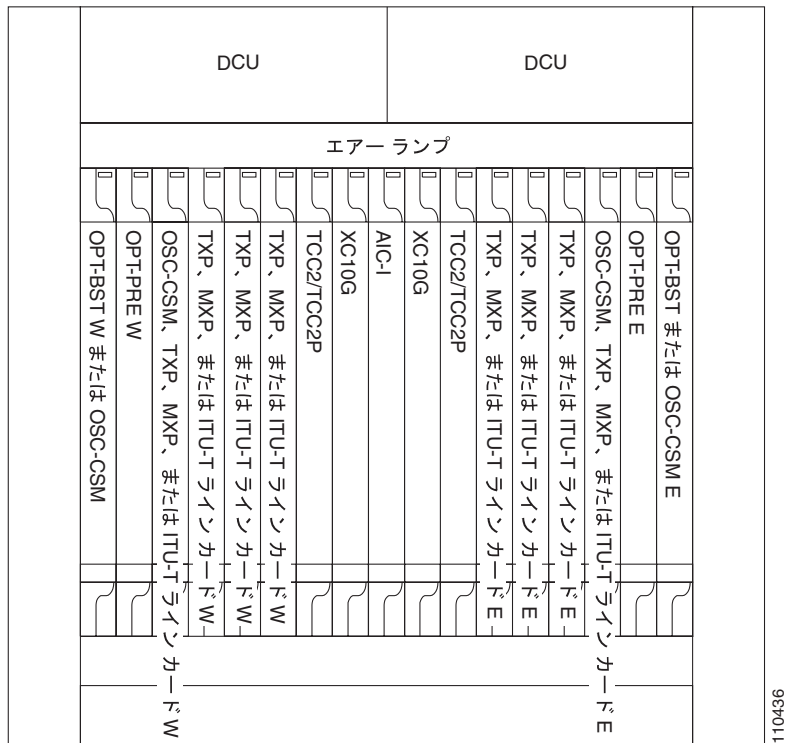 DCU
DCU
エアー ランプ
OPT-BST W または OSC-CSM
OPT-PRE W
OSC-CSM、TXP、MXP、または ITU-T ライン カード W
TXP、MXP、または ITU-T ライン カード W
TXP、MXP、または ITU-T ライン カード W
TXP、MXP、または ITU-T ライン カード W
TCC2/TCC2P
XC10G
AIC-I
XC10G
TCC2/TCC2P
TXP、MXP、または ITU-T ライン カード E
TXP、MXP、または ITU-T ライン カード E
TXP、MXP、または ITU-T ライン カード E
OSC-CSM、TXP、MXP、または ITU-T ライン カード E
OPT-PRE E
OPT-BST または OSC-CSM E
110436